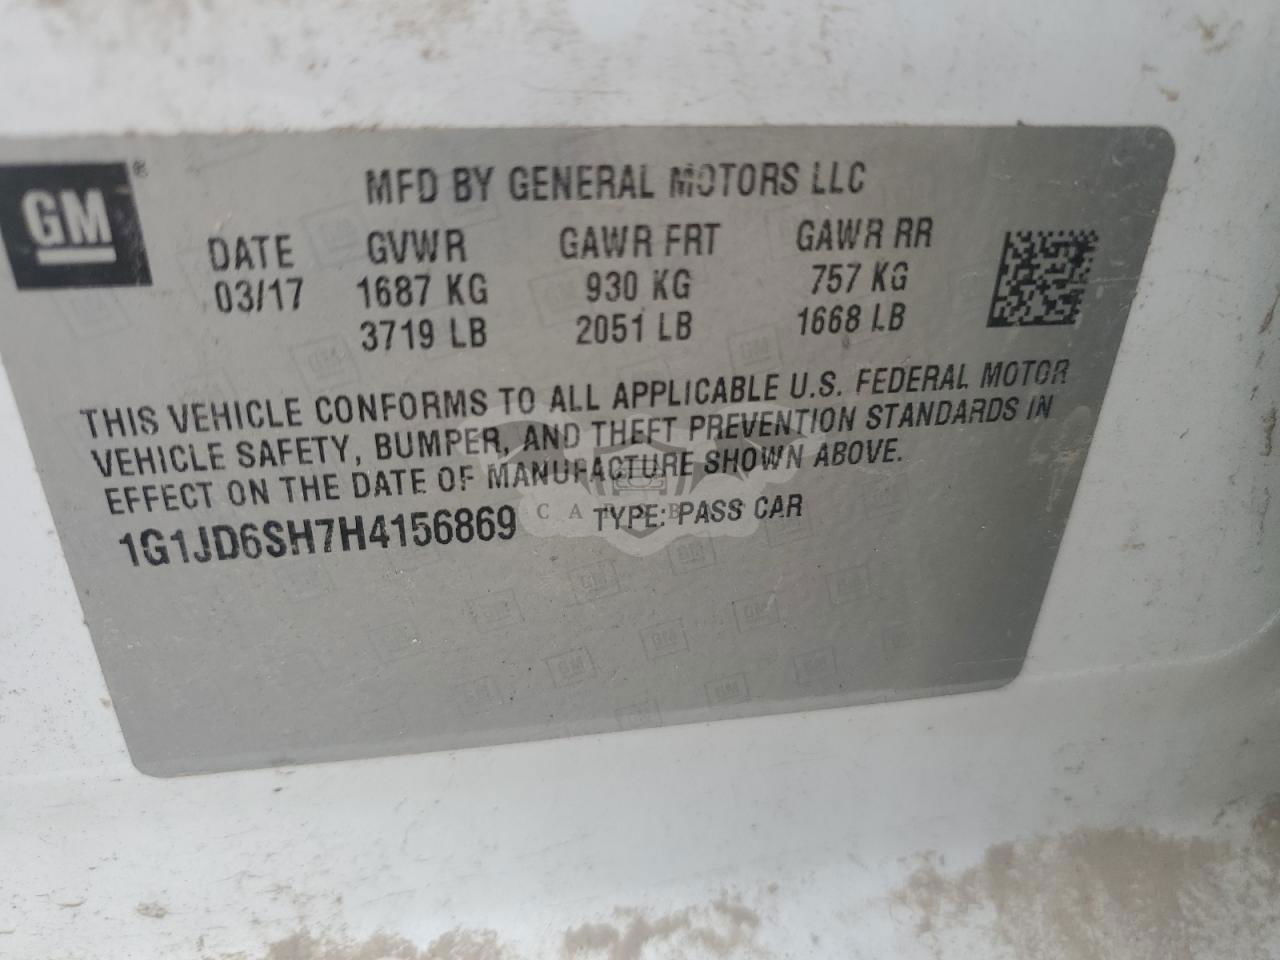 GM®
MFD BY GENERAL MOTORS LLC
DATE GVWR GAWR FRT GAWR RR
03/17 1687 KG 930 KG 757 KG
3719 LB 2051 LB 1668 LB
THIS VEHICLE CONFORMS TO ALL APPLICABLE U.S. FEDERAL MOTOR
VEHICLE SAFETY, BUMPER, AND THEFT PREVENTION STANDARDS IN
EFFECT ON THE DATE OF MANUFACTURE SHOWN ABOVE.
1G1JD6SH7H4156869 TYPE: PASS CAR